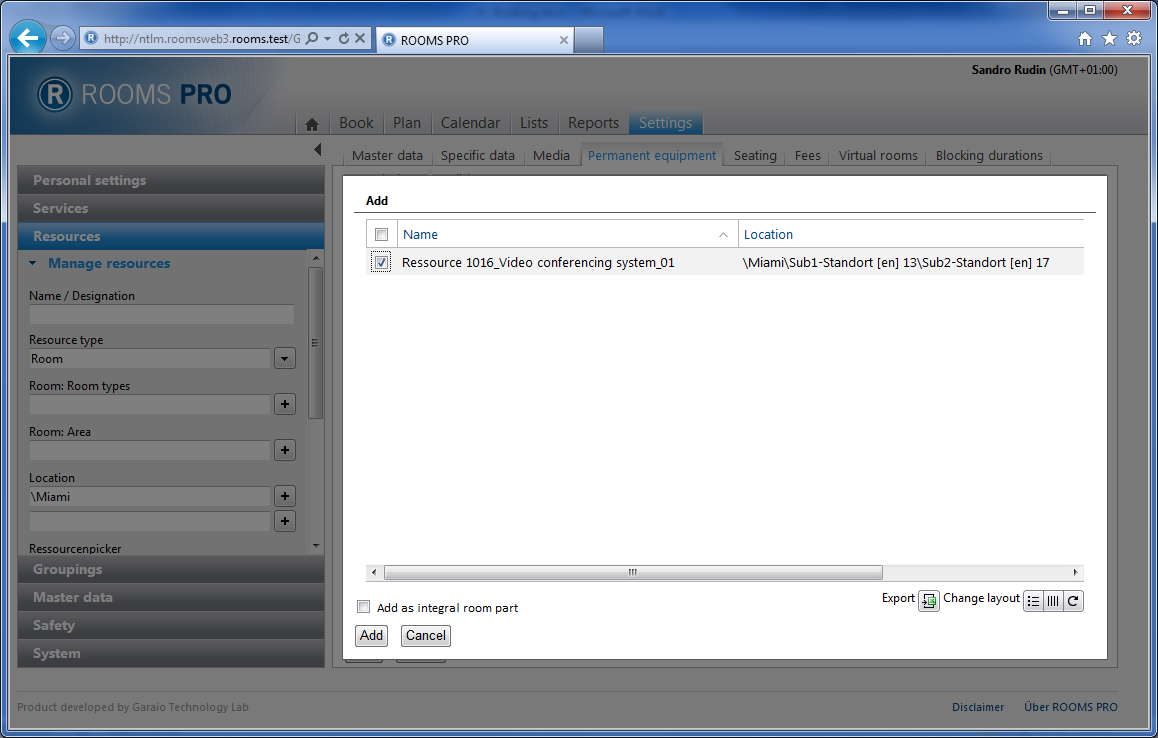 http://ntlm.roomsweb3.rooms.test/G
ROOMS PRO
Sandro Rudin (GMT+01:00)
R ROOMS PRO
Book Plan Calendar Lists Reports Settings
Master data Specific data Media Permanent equipment Seating Fees Virtual rooms Blocking durations
Personal settings
Services
Resources
Manage resources
Name / Designation
Resource type
Room
Room: Room types
Room: Area
Location
\Miami
Ressourcenpicker
Groupings
Master data
Safety
System
Add
Name Location
Ressource 1016_Video conferencing system_01 \Miami\Sub1-Standort [en] 13\Sub2-Standort [en] 17
Add as integral room part
Export Change layout
Add Cancel
Product developed by Garaio Technology Lab
Disclaimer Über ROOMS PRO